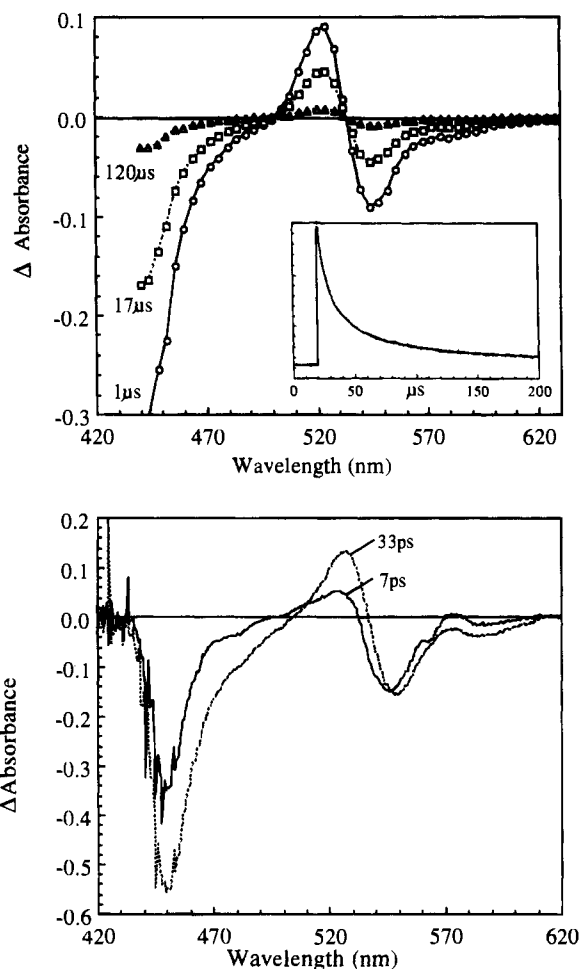 0.1
0.0
-0.1
-0.2
-0.3
Δ Absorbance
120µs
17µs
1µs
0 50 µs 150 200
420 470 520 570 620
Wavelength (nm)
0.2
0.1
0.0
-0.1
-0.2
-0.3
-0.4
-0.5
-0.6
ΔAbsorbance
33ps
7ps
420 470 520 570 620
Wavelength (nm)